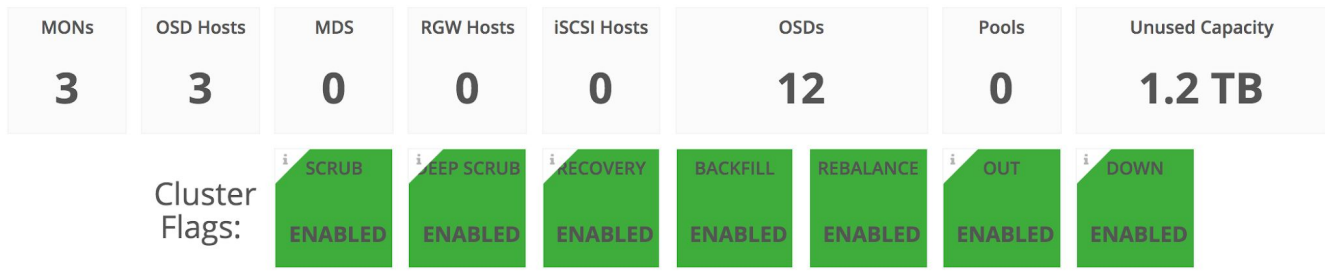 MONs OSD Hosts MDS RGW Hosts iSCSI Hosts OSDs Pools Unused Capacity
3 3 0 0 0 12 0 1.2 TB
Cluster
Flags:
i SCRUB i DEEP SCRUB i RECOVERY BACKFILL REBALANCE i OUT i DOWN
ENABLED ENABLED ENABLED ENABLED ENABLED ENABLED ENABLED